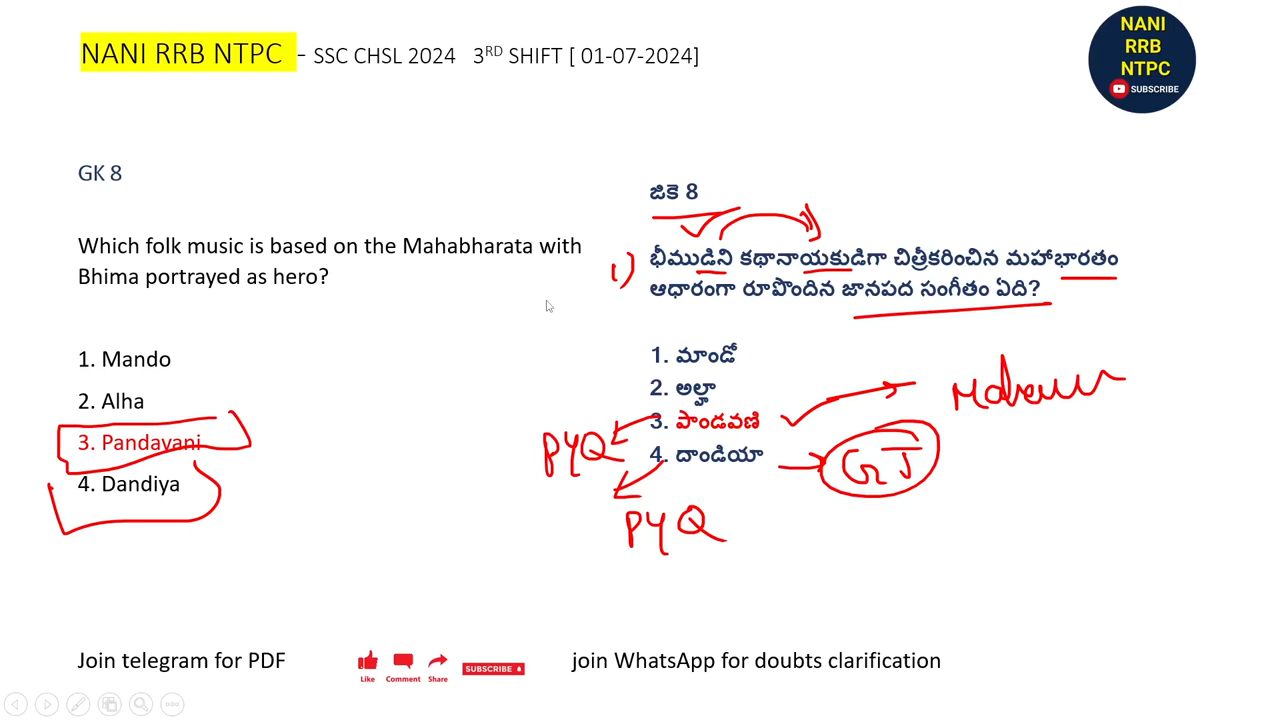 NANI RRB NTPC – SSC CHSL 2024 3RD SHIFT [ 01-07-2024]
NANI
RRB
NTPC
SUBSCRIBE
GK 8
Which folk music is based on the Mahabharata with
Bhima portrayed as hero?
1. Mando
2. Alha
3. Pandavani
4. Dandiya
జికె 8
1)
భీముడిని కథానాయకుడిగా చిత్రీకరించిన మహాభారతం
ఆధారంగా రూపొందిన జానపద సంగీతం ఏది?
1. మాండో
2. అల్హా
3. పాండవణి
4. దాండియా
PYQ
GJ
PYQ
Join telegram for PDF
Like
Comment
Share
SUBSCRIBE
join WhatsApp for doubts clarification